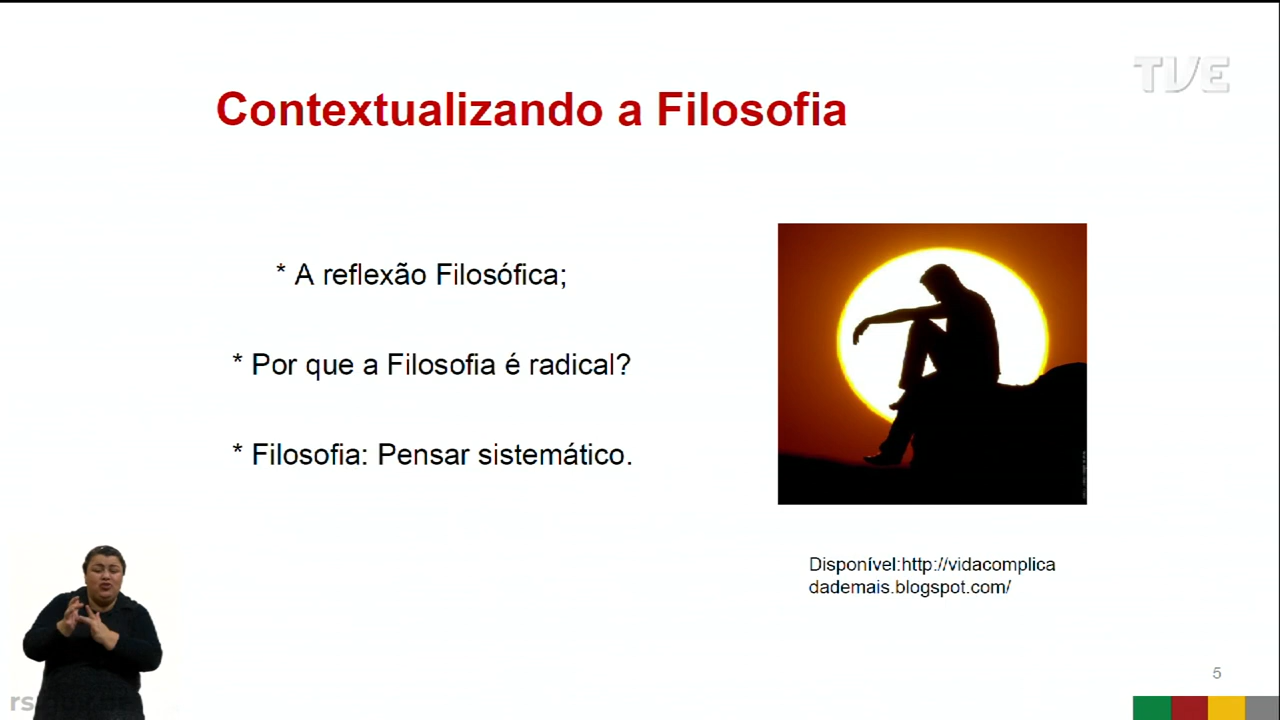 TVE
Contextualizando a Filosofia
* A reflexão Filosófica;
* Por que a Filosofia é radical?
* Filosofia: Pensar sistemático.
Disponível:http://vidacomplica
dademais.blogspot.com/
5